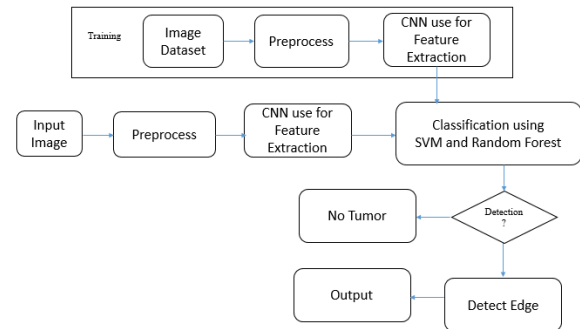 Training
Image
Dataset
Preprocess
CNN use for
Feature
Extraction
Input
Image
Preprocess
CNN use for
Feature
Extraction
Classification using
SVM and Random Forest
No Tumor
Detection
?
Output
Detect Edge